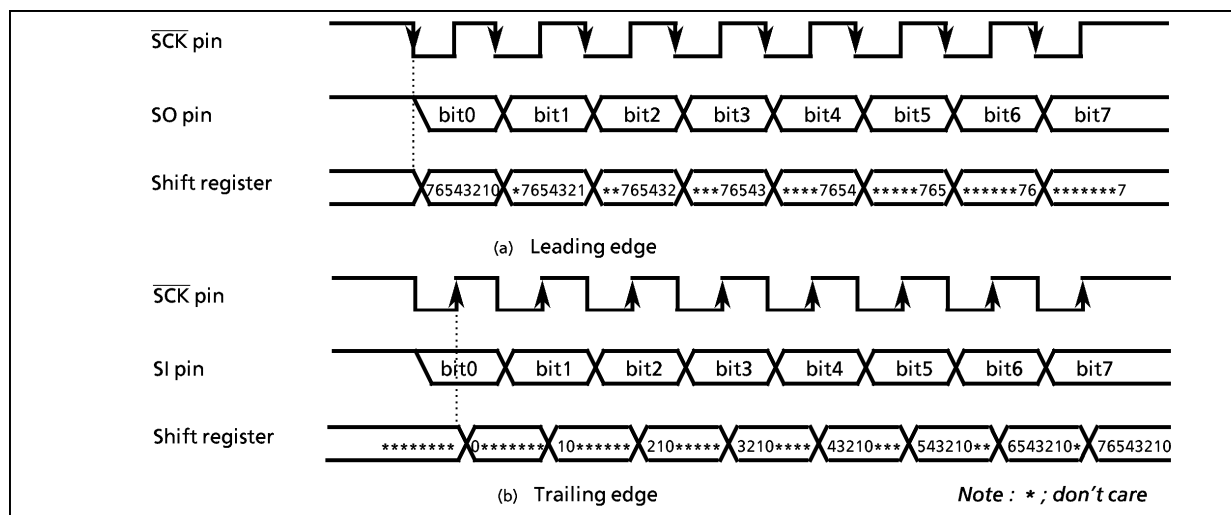 S̅C̅K̅ pin
SO pin
bit0 bit1 bit2 bit3 bit4 bit5 bit6 bit7
Shift register
76543210 *7654321 **765432 ***76543 ****7654 *****765 ******76 *******7
(a) Leading edge
S̅C̅K̅ pin
SI pin
bit0 bit1 bit2 bit3 bit4 bit5 bit6 bit7
Shift register
******** 0******* 10****** 210***** 3210**** 43210*** 543210** 6543210* 76543210
(b) Trailing edge
Note : * ; don't care